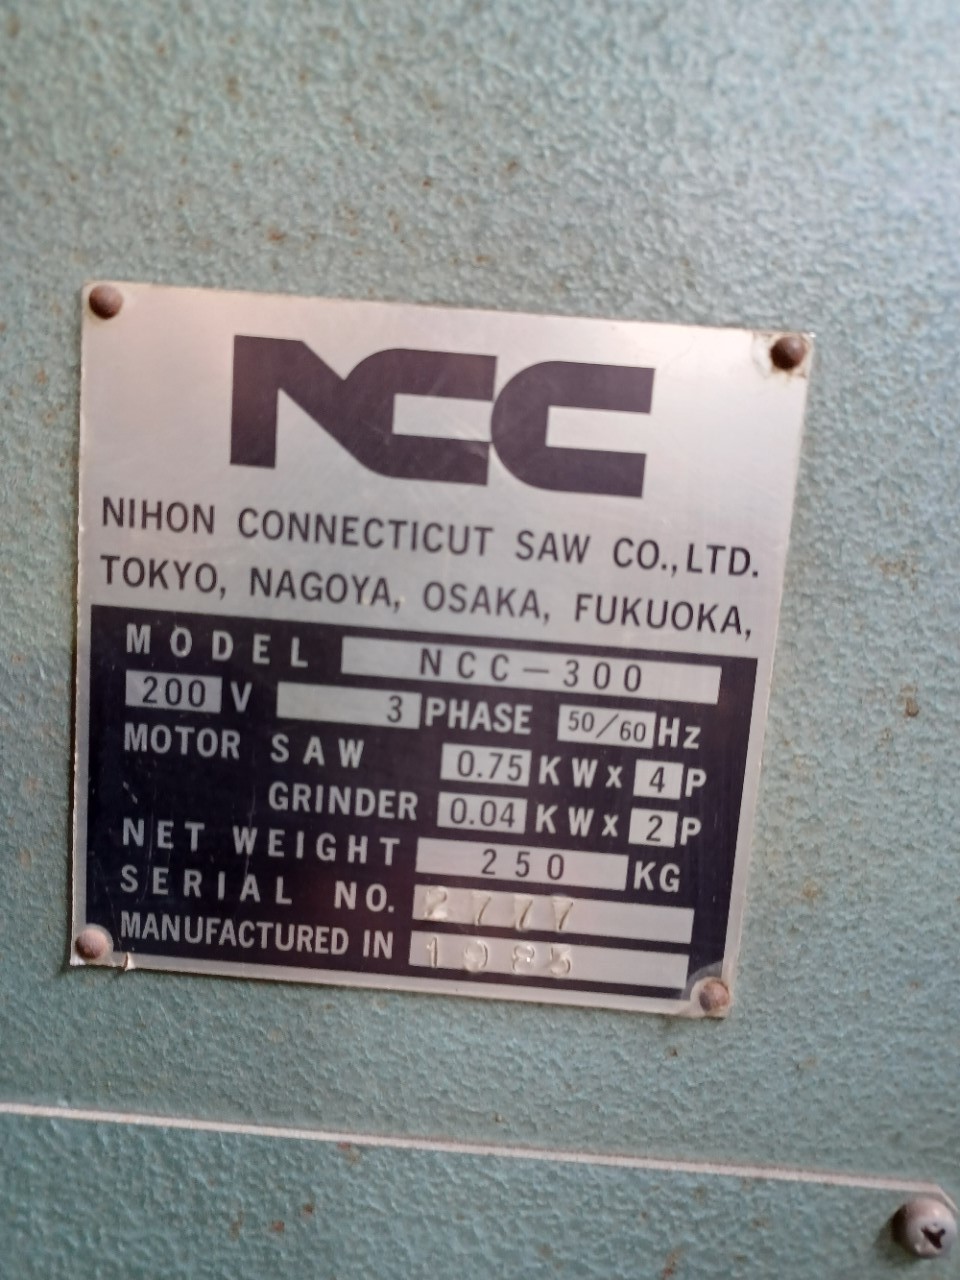 NCC
NIHON CONNECTICUT SAW CO., LTD.
TOKYO, NAGOYA, OSAKA, FUKUOKA,
MODEL NCC-300
200 V 3 PHASE 50/60 Hz
MOTOR SAW 0.75 KW x 4 P
GRINDER 0.04 KW x 2 P
NET WEIGHT 250 KG
SERIAL NO. 2777
MANUFACTURED IN 1985